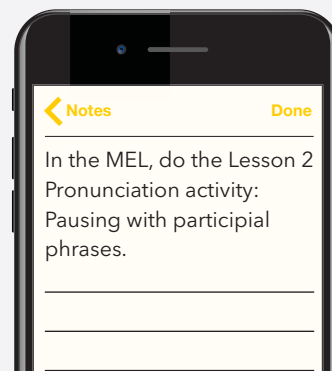 Notes
Done
In the MEL, do the Lesson 2
Pronunciation activity:
Pausing with participial
phrases.